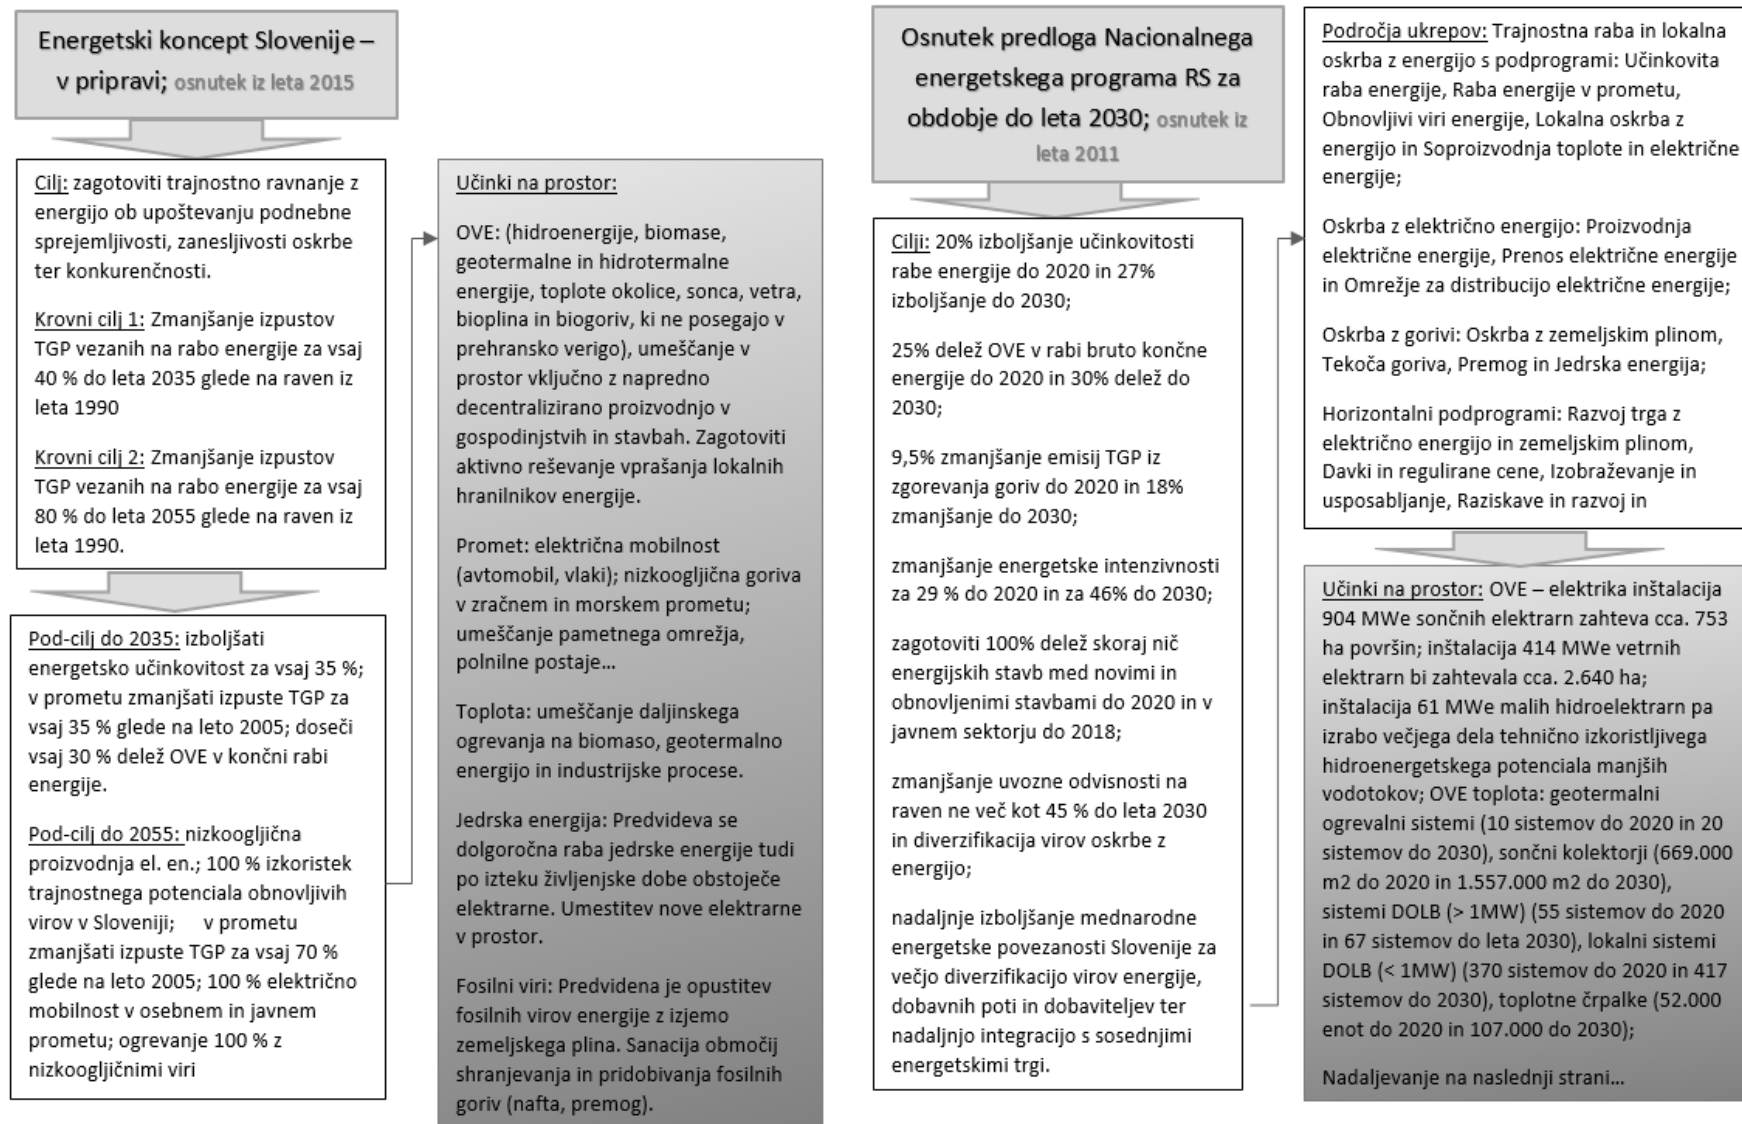 Energetski koncept Slovenije –
v pripravi; osnutek iz leta 2015
Cilj: zagotoviti trajnostno ravnanje z
energijo ob upoštevanju podnebne
sprejemljivosti, zanesljivosti oskrbe
ter konkurenčnosti.
Krovni cilj 1: Zmanjšanje izpustov
TGP vezanih na rabo energije za vsaj
40 % do leta 2035 glede na raven iz
leta 1990
Krovni cilj 2: Zmanjšanje izpustov
TGP vezanih na rabo energije za vsaj
80 % do leta 2055 glede na raven iz
leta 1990.
Pod-cilj do 2035: izboljšati
energetsko učinkovitost za vsaj 35 %;
v prometu zmanjšati izpuste TGP za
vsaj 35 % glede na leto 2005; doseči
vsaj 30 % delež OVE v končni rabi
energije.
Pod-cilj do 2055: nizkoogljična
proizvodnja el. en.; 100 % izkoristek
trajnostnega potenciala obnovljivih
virov v Sloveniji; v prometu
zmanjšati izpuste TGP za vsaj 70 %
glede na leto 2005; 100 % električno
mobilnost v osebnem in javnem
prometu; ogrevanje 100 % z
nizkoogljičnimi viri
Učinki na prostor:
OVE: (hidroenergije, biomase,
geotermalne in hidrotermalne
energije, toplote okolice, sonca, vetra,
bioplina in biogoriv, ki ne posegajo v
prehransko verigo), umeščanje v
prostor vključno z napredno
decentralizirano proizvodnjo v
gospodinjstvih in stavbah. Zagotoviti
aktivno reševanje vprašanja lokalnih
hranilnikov energije.
Promet: električna mobilnost
(avtomobil, vlaki); nizkoogljična goriva
v zračnem in morskem prometu;
umeščanje pametnega omrežja,
polnilne postaje...
Toplota: umeščanje daljinskega
ogrevanja na biomaso, geotermalno
energijo in industrijske procese.
Jedrska energija: Predvideva se
dolgoročna raba jedrske energije tudi
po izteku življenjske dobe obstoječe
elektrarne. Umestitev nove elektrarne
v prostor.
Fosilni viri: Predvidena je opustitev
fosilnih virov energije z izjemo
zemeljskega plina. Sanacija območij
shranjevanja in pridobivanja fosilnih
goriv (nafta, premog).
Osnutek predloga Nacionalnega
energetskega programa RS za
obdobje do leta 2030; osnutek iz
leta 2011
Cilji: 20% izboljšanje učinkovitosti
rabe energije do 2020 in 27%
izboljšanje do 2030;
25% delež OVE v rabi bruto končne
energije do 2020 in 30% delež do
2030;
9,5% zmanjšanje emisij TGP iz
zgorevanja goriv do 2020 in 18%
zmanjšanje do 2030;
zmanjšanje energetske intenzivnosti
za 29 % do 2020 in za 46% do 2030;
zagotoviti 100% delež skoraj nič
energijskih stavb med novimi in
obnovljenimi stavbami do 2020 in v
javnem sektorju do 2018;
zmanjšanje uvozne odvisnosti na
raven ne več kot 45 % do leta 2030
in diverzifikacija virov oskrbe z
energijo;
nadaljnje izboljšanje mednarodne
energetske povezanosti Slovenije za
večjo diverzifikacijo virov energije,
dobavnih poti in dobaviteljev ter
nadaljnjo integracijo s sosednjimi
energetskimi trgi.
Področja ukrepov: Trajnostna raba in lokalna
oskrba z energijo s podprogrami: Učinkovita
raba energije, Raba energije v prometu,
Obnovljivi viri energije, Lokalna oskrba z
energijo in Soproizvodnja toplote in električne
energije;
Oskrba z električno energijo: Proizvodnja
električne energije, Prenos električne energije
in Omrežje za distribucijo električne energije;
Oskrba z gorivi: Oskrba z zemeljskim plinom,
Tekoča goriva, Premog in Jedrska energija;
Horizontalni podprogrami: Razvoj trga z
električno energijo in zemeljskim plinom,
Davki in regulirane cene, Izobraževanje in
usposabljanje, Raziskave in razvoj in
Učinki na prostor: OVE – elektrika inštalacija
904 MWe sončnih elektrarn zahteva cca. 753
ha površin; inštalacija 414 MWe vetrnih
elektrarn bi zahtevala cca. 2.640 ha;
inštalacija 61 MWe malih hidroelektrarn pa
izrabo večjega dela tehnično izkoristljivega
hidroenergetskega potenciala manjših
vodotokov; OVE toplota: geotermalni
ogrevalni sistemi (10 sistemov do 2020 in 20
sistemov do 2030), sončni kolektorji (669.000
m2 do 2020 in 1.557.000 m2 do 2030),
sistemi DOLB (> 1MW) (55 sistemov do 2020
in 67 sistemov do leta 2030), lokalni sistemi
DOLB (< 1MW) (370 sistemov do 2020 in 417
sistemov do 2030), toplotne črpalke (52.000
enot do 2020 in 107.000 do 2030);
Nadaljevanje na naslednji strani...